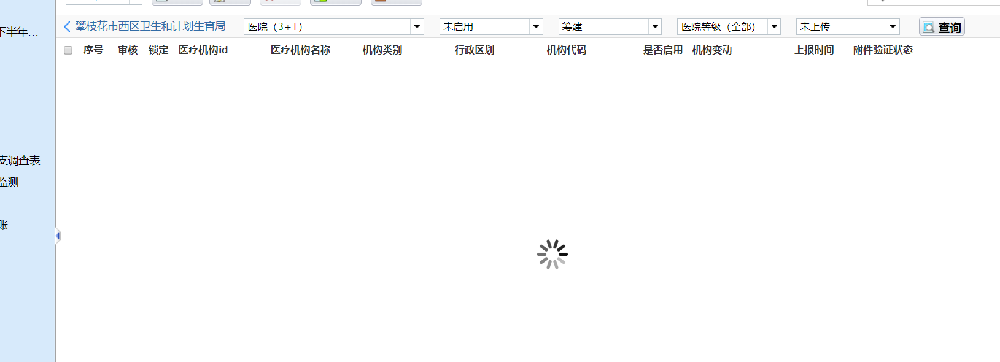 攀枝花市西区卫生和计划生育局 医院（3+1） 未启用 筹建 医院等级（全部） 未上传 查询
下半年...
序号 审核 锁定 医疗机构id 医疗机构名称 机构类别 行政区划 机构代码 是否启用 机构变动 上报时间 附件验证状态
支调查表
监测
账